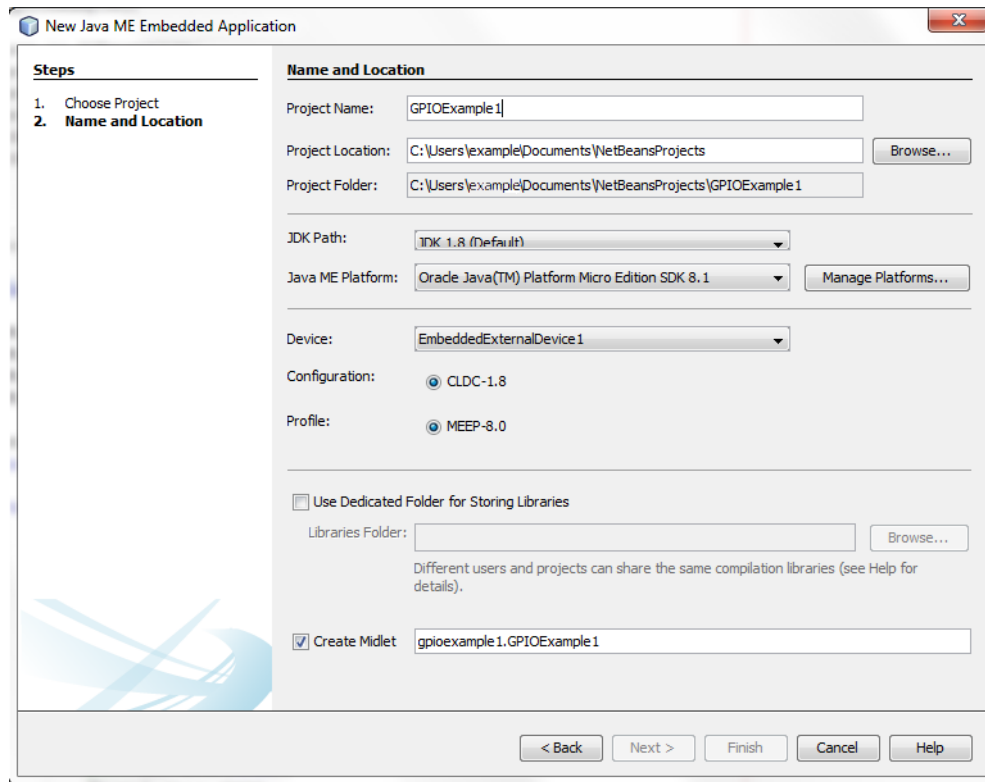 New Java ME Embedded Application
Steps
1. Choose Project
2. Name and Location
Name and Location
Project Name: GPIOExample1
Project Location: C:\Users\example\Documents\NetBeansProjects Browse...
Project Folder: C:\Users\example\Documents\NetBeansProjects\GPIOExample1
JDK Path: JDK 1.8 (Default)
Java ME Platform: Oracle Java(TM) Platform Micro Edition SDK 8.1 Manage Platforms...
Device: EmbeddedExternalDevice1
Configuration: CLDC-1.8
Profile: MEEP-8.0
Use Dedicated Folder for Storing Libraries
Libraries Folder: Browse...
Different users and projects can share the same compilation libraries (see Help for
details).
Create Midlet gpioexample1.GPIOExample1
< Back Next > Finish Cancel Help